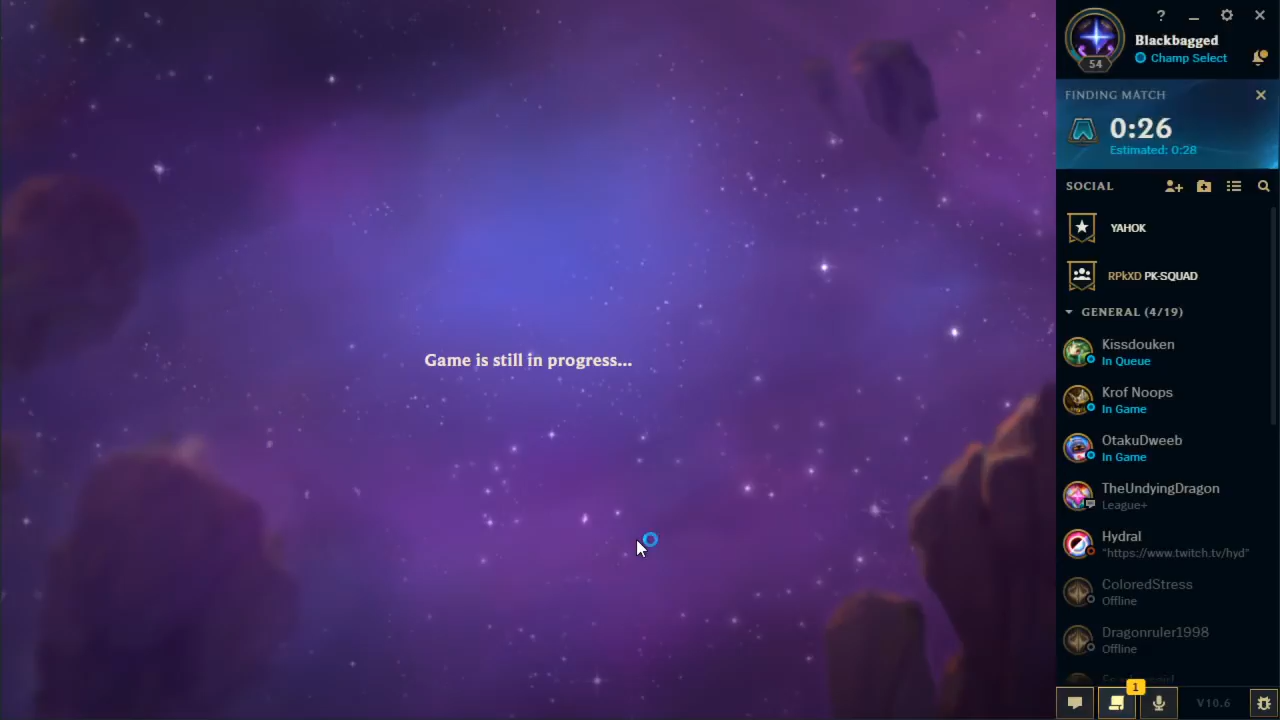 ?
Blackbagged
54
Champ Select
FINDING MATCH
0:26
Estimated: 0:28
SOCIAL
YAHOK
RPkXD PK-SQUAD
GENERAL (4/19)
Kissdouken
In Queue
Krof Noops
In Game
OtakuDweeb
In Game
TheUndyingDragon
League+
Hydral
"https://www.twitch.tv/hyd"
ColoredStress
Offline
Dragonruler1998
Offline
Game is still in progress...
1
V10.6